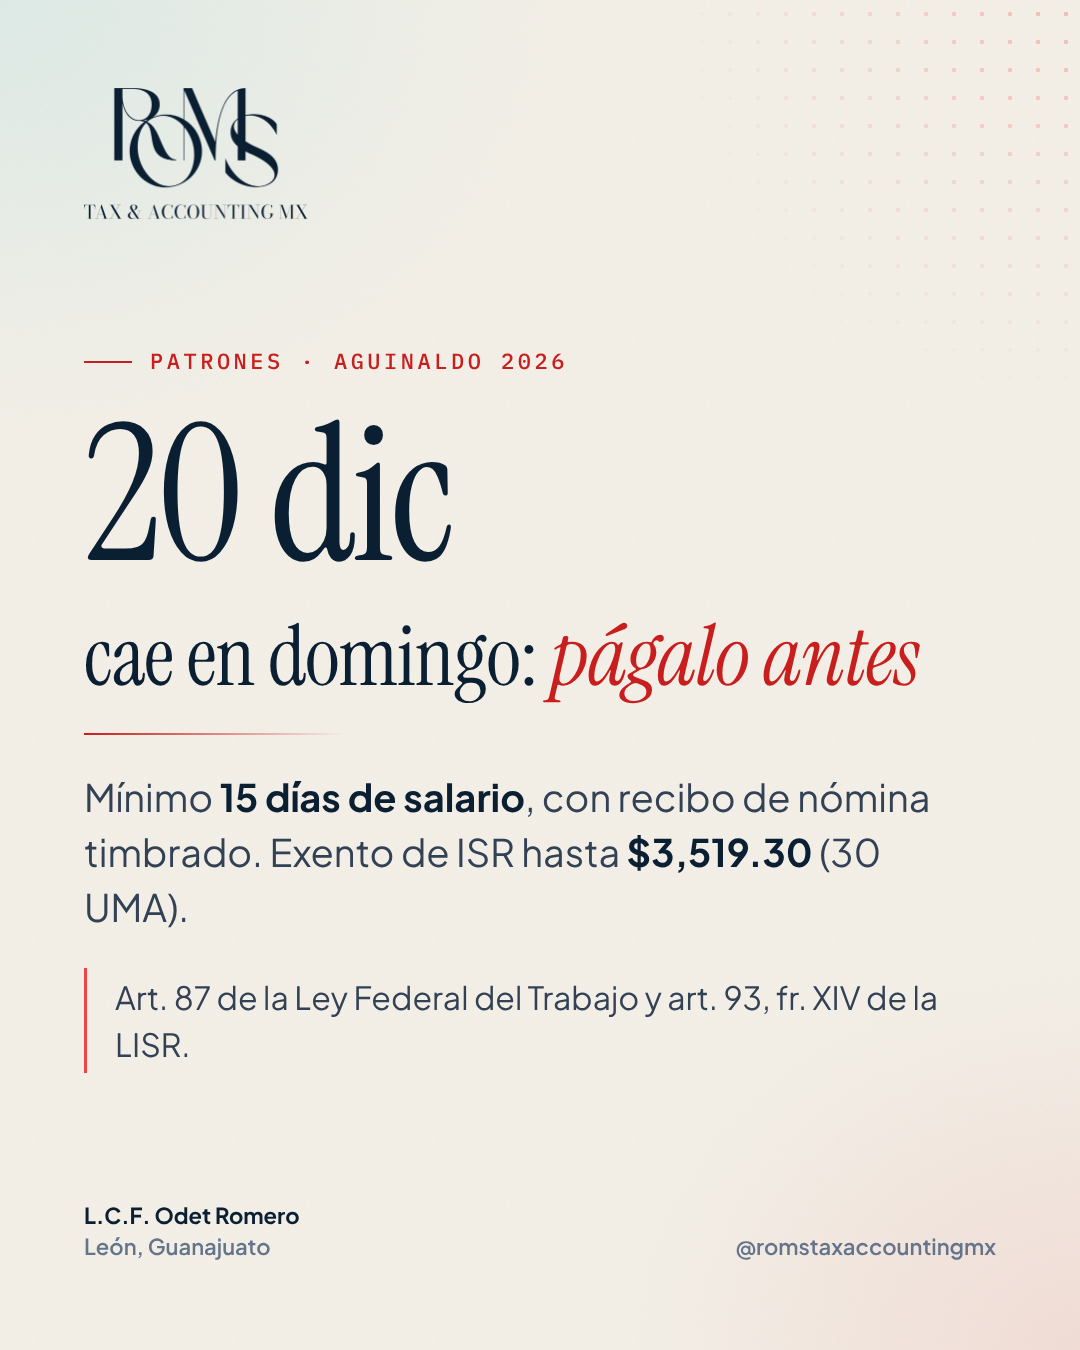 ROMS
TAX & ACCOUNTING MX
PATRONES · AGUINALDO 2026
20 dic
cae en domingo: págalo antes
Mínimo 15 días de salario, con recibo de nómina
timbrado. Exento de ISR hasta $3,519.30 (30
UMA).
Art. 87 de la Ley Federal del Trabajo y art. 93, fr. XIV de la
LISR.
L.C.F. Odet Romero
León, Guanajuato
@romstaxaccountingmx